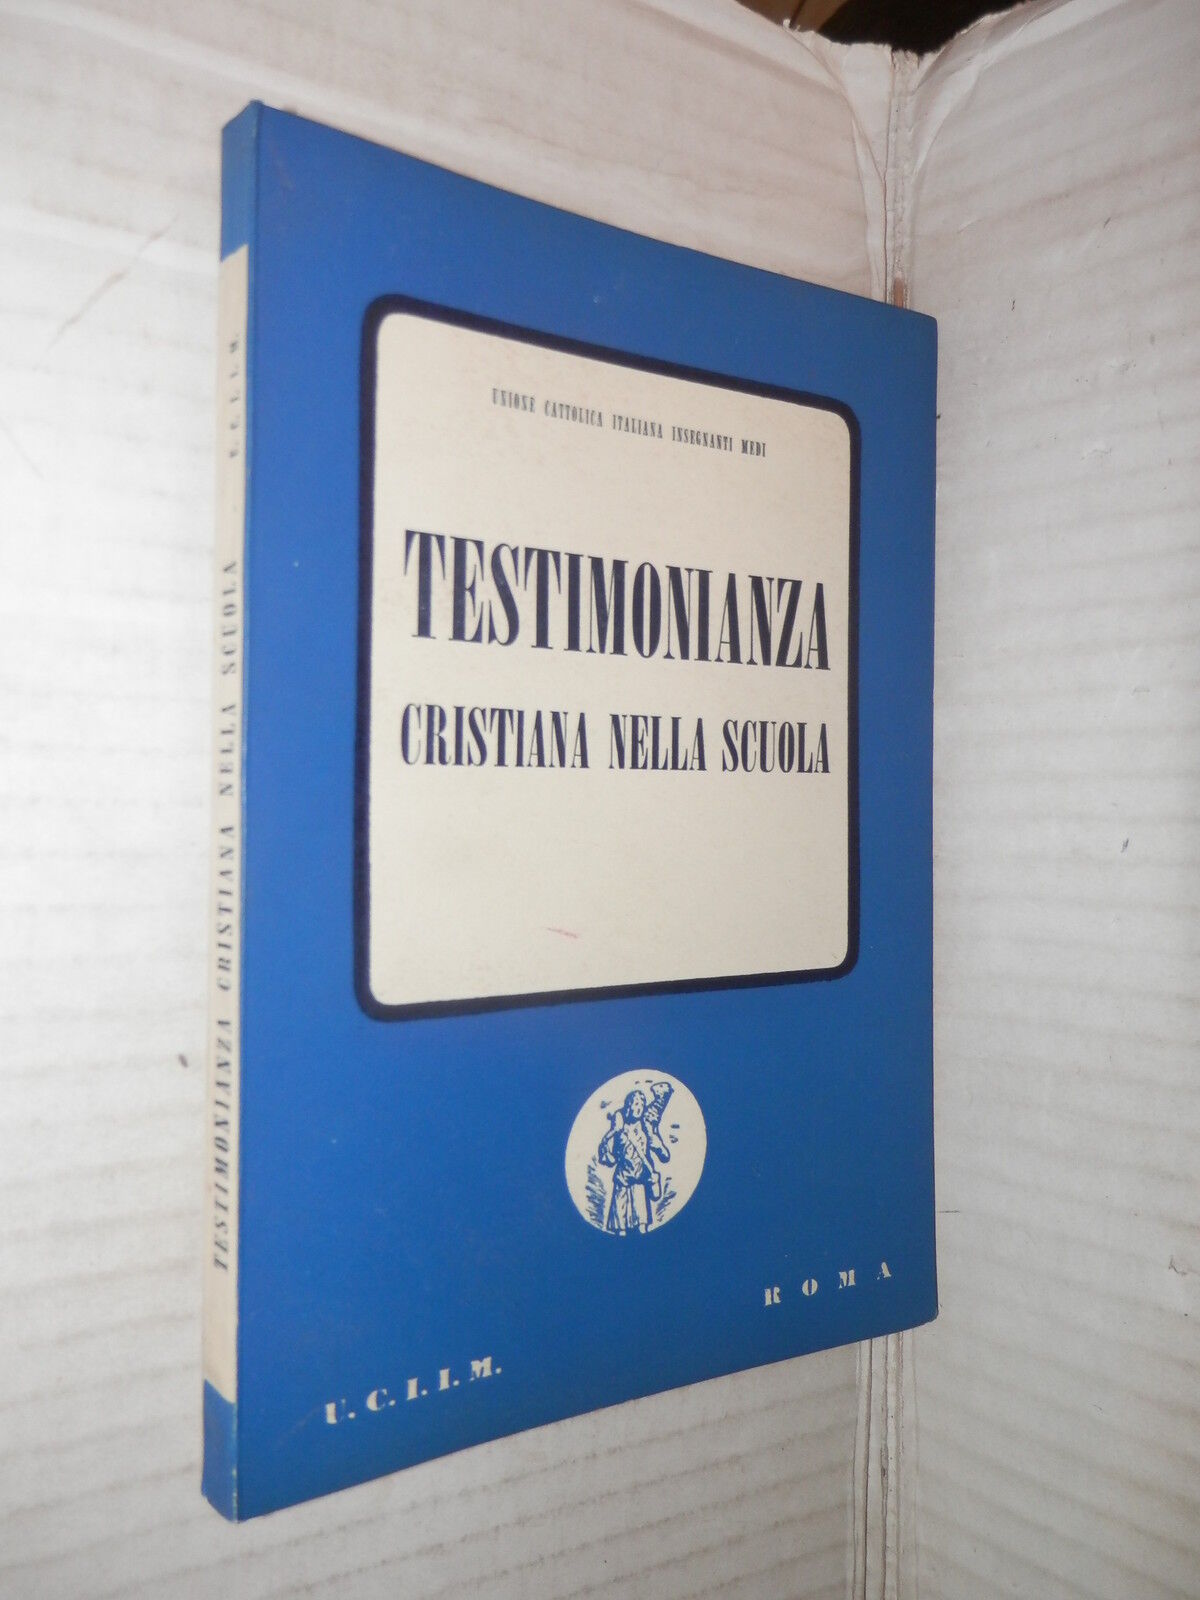 UNIONE CATTOLICA ITALIANA INSEGNANTI MEDI
TESTIMONIANZA
CRISTIANA NELLA SCUOLA
U. C. I. I. M.
ROMA
TESTIMONIANZA CRISTIANA NELLA SCUOLA - U. C. I. I. M.